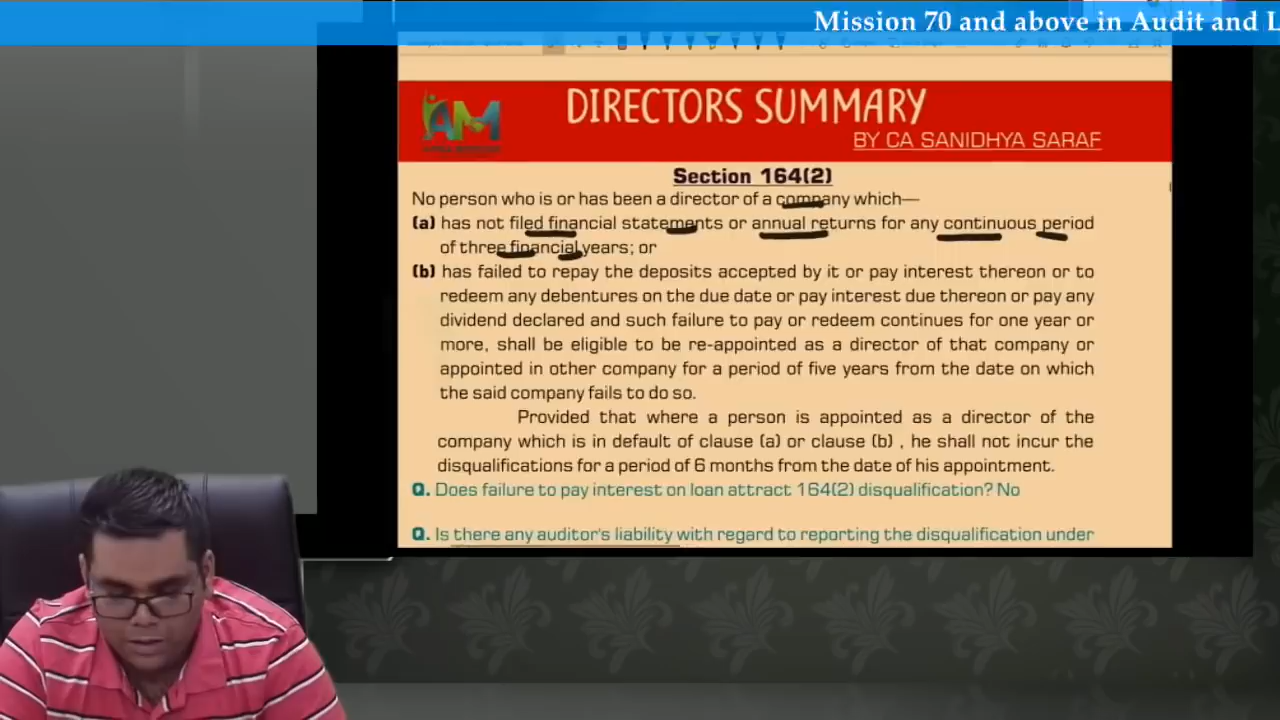 Mission 70 and above in Audit and L
AM
DIRECTORS SUMMARY
BY CA SANIDHYA SARAF
Section 164(2)
No person who is or has been a director of a company which—
(a) has not filed financial statements or annual returns for any continuous period
of three financial years; or
(b) has failed to repay the deposits accepted by it or pay interest thereon or to
redeem any debentures on the due date or pay interest due thereon or pay any
dividend declared and such failure to pay or redeem continues for one year or
more, shall be eligible to be re-appointed as a director of that company or
appointed in other company for a period of five years from the date on which
the said company fails to do so.
Provided that where a person is appointed as a director of the
company which is in default of clause (a) or clause (b) , he shall not incur the
disqualifications for a period of 6 months from the date of his appointment.
Q. Does failure to pay interest on loan attract 164(2) disqualification? No
Q. Is there any auditor's liability with regard to reporting the disqualification under